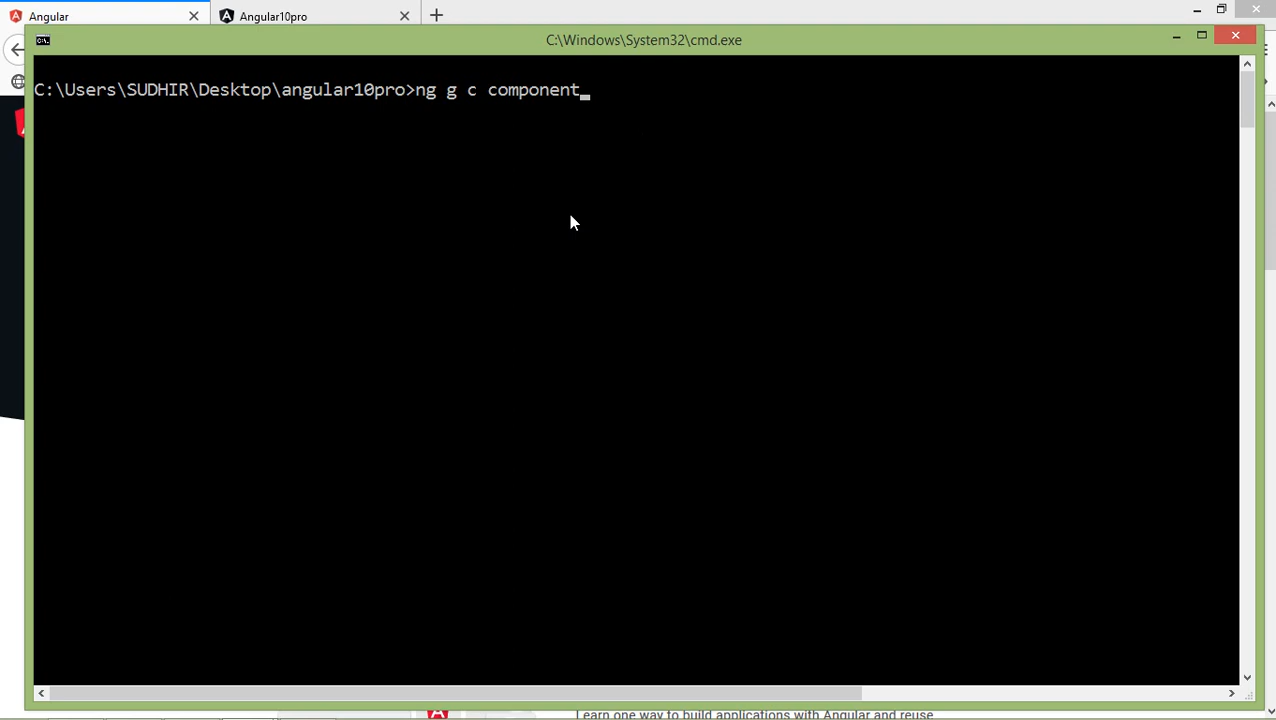 Angular
Angular10pro
C:\Windows\System32\cmd.exe
C:\Users\SUDHIR\Desktop\angular10pro>ng g c component_
Learn one way to build applications with Angular and reuse